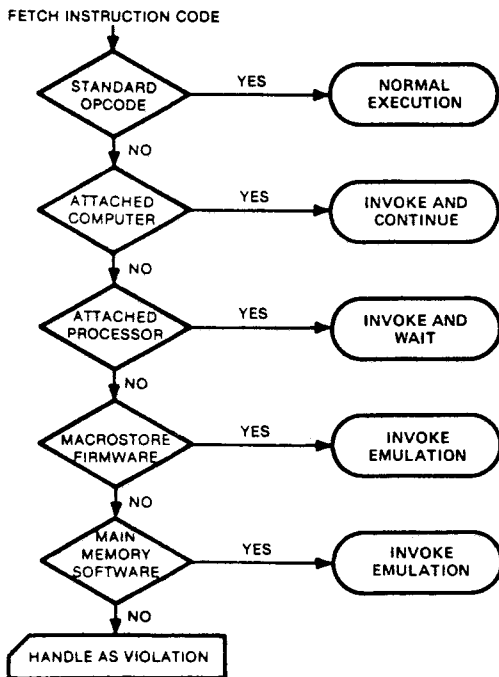 FETCH INSTRUCTION CODE
STANDARD
OPCODE
YES
NORMAL
EXECUTION
NO
ATTACHED
COMPUTER
YES
INVOKE AND
CONTINUE
NO
ATTACHED
PROCESSOR
YES
INVOKE AND
WAIT
NO
MACROSTORE
FIRMWARE
YES
INVOKE
EMULATION
NO
MAIN
MEMORY
SOFTWARE
YES
INVOKE
EMULATION
NO
HANDLE AS VIOLATION